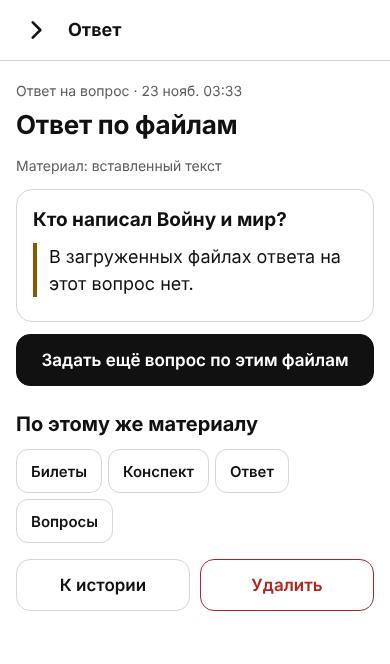 Ответ
Ответ на вопрос · 23 нояб. 03:33
Ответ по файлам
Материал: вставленный текст
Кто написал Войну и мир?
В загруженных файлах ответа на
этот вопрос нет.
Задать ещё вопрос по этим файлам
По этому же материалу
Билеты
Конспект
Ответ
Вопросы
К истории
Удалить